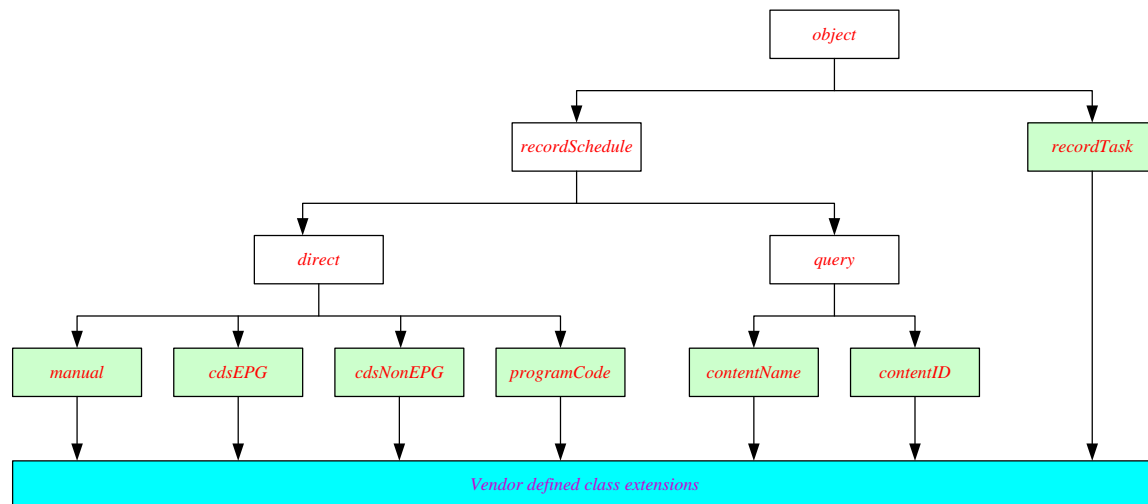 object
recordSchedule
recordTask
direct
query
manual
cdsEPG
cdsNonEPG
programCode
contentName
contentID
Vendor defined class extensions